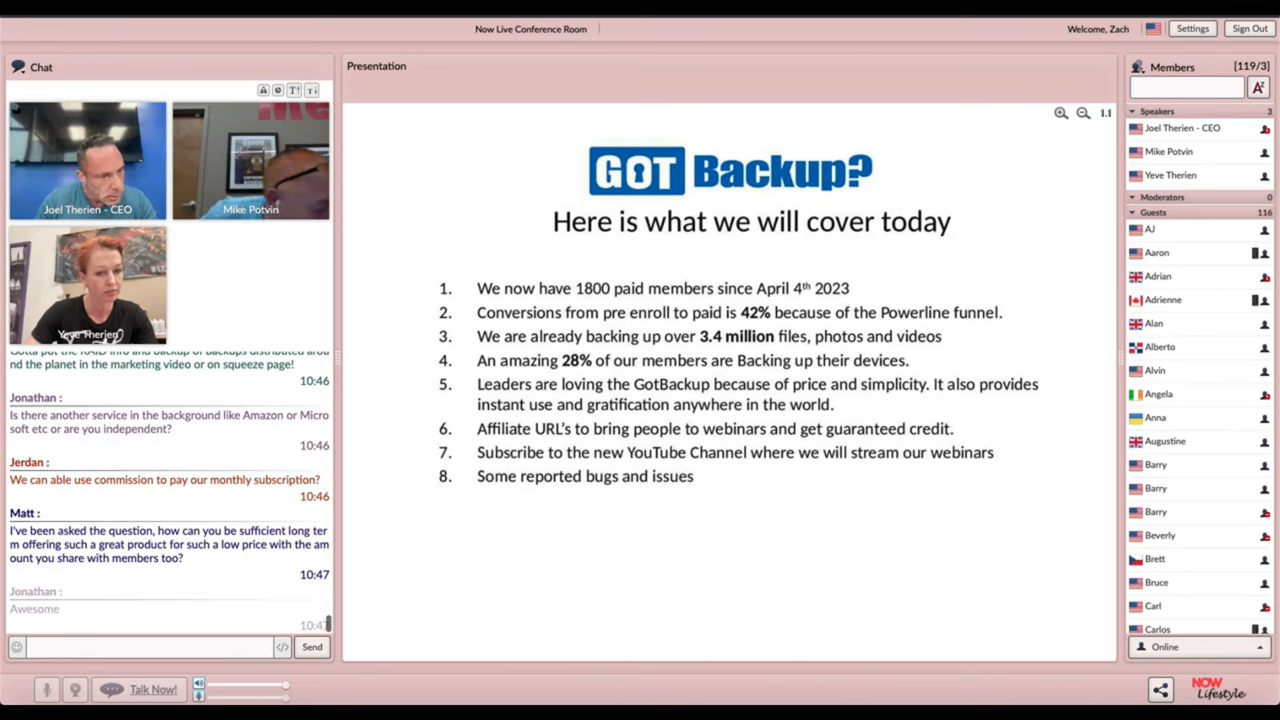 Now Live Conference Room
Welcome, Zach
Settings
Sign Out
Chat
Joel Therien - CEO
Mike Potvin
Yeve Therien
Gotta put the RAID info and backup of backups distributed arou
nd the planet in the marketing video or on squeeze page!
10:46
Jonathan :
Is there another service in the background like Amazon or Micro
soft etc or are you independent?
10:46
Jerdan :
We can able use commission to pay our monthly subscription?
10:46
Matt :
I've been asked the question, how can you be sufficient long ter
m offering such a great product for such a low price with the am
ount you share with members too?
10:47
Jonathan :
Awesome
Send
Talk Now!
Presentation
1.1
GOT Backup?
Here is what we will cover today
1. We now have 1800 paid members since April 4th 2023
2. Conversions from pre enroll to paid is 42% because of the Powerline funnel.
3. We are already backing up over 3.4 million files, photos and videos
4. An amazing 28% of our members are Backing up their devices.
5. Leaders are loving the GotBackup because of price and simplicity. It also provides
instant use and gratification anywhere in the world.
6. Affiliate URL's to bring people to webinars and get guaranteed credit.
7. Subscribe to the new YouTube Channel where we will stream our webinars
8. Some reported bugs and issues
Members [119/3]
Speakers 3
Joel Therien - CEO
Mike Potvin
Yeve Therien
Moderators 0
Guests 116
AJ
Aaron
Adrian
Adrienne
Alan
Alberto
Alvin
Angela
Anna
Augustine
Barry
Barry
Barry
Beverly
Brett
Bruce
Carl
Carlos
Online
NOW
Lifestyle